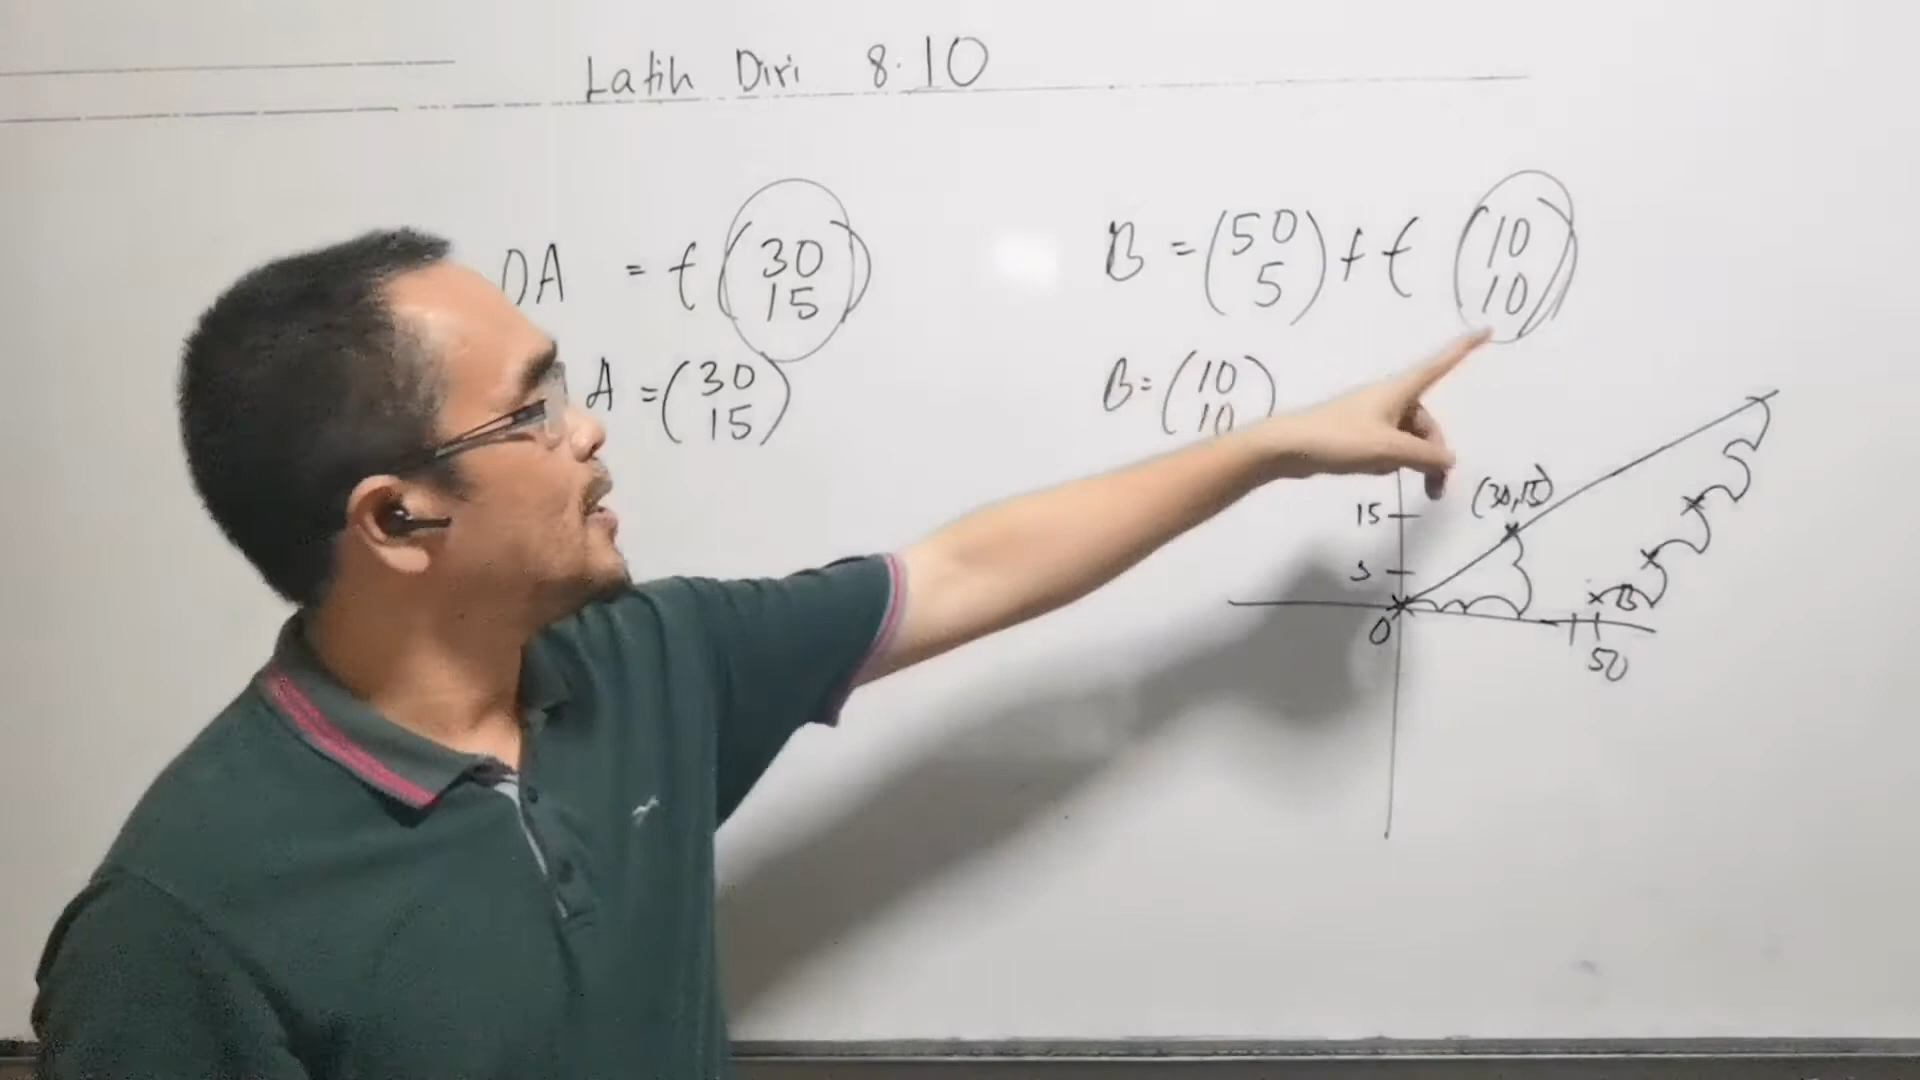 Latih Diri 8.10
OA = t (30
15)
A = (30
15)
B = (50
5) + t (10
10)
B = (10
10)
15
5
(30,15)
B
0
50